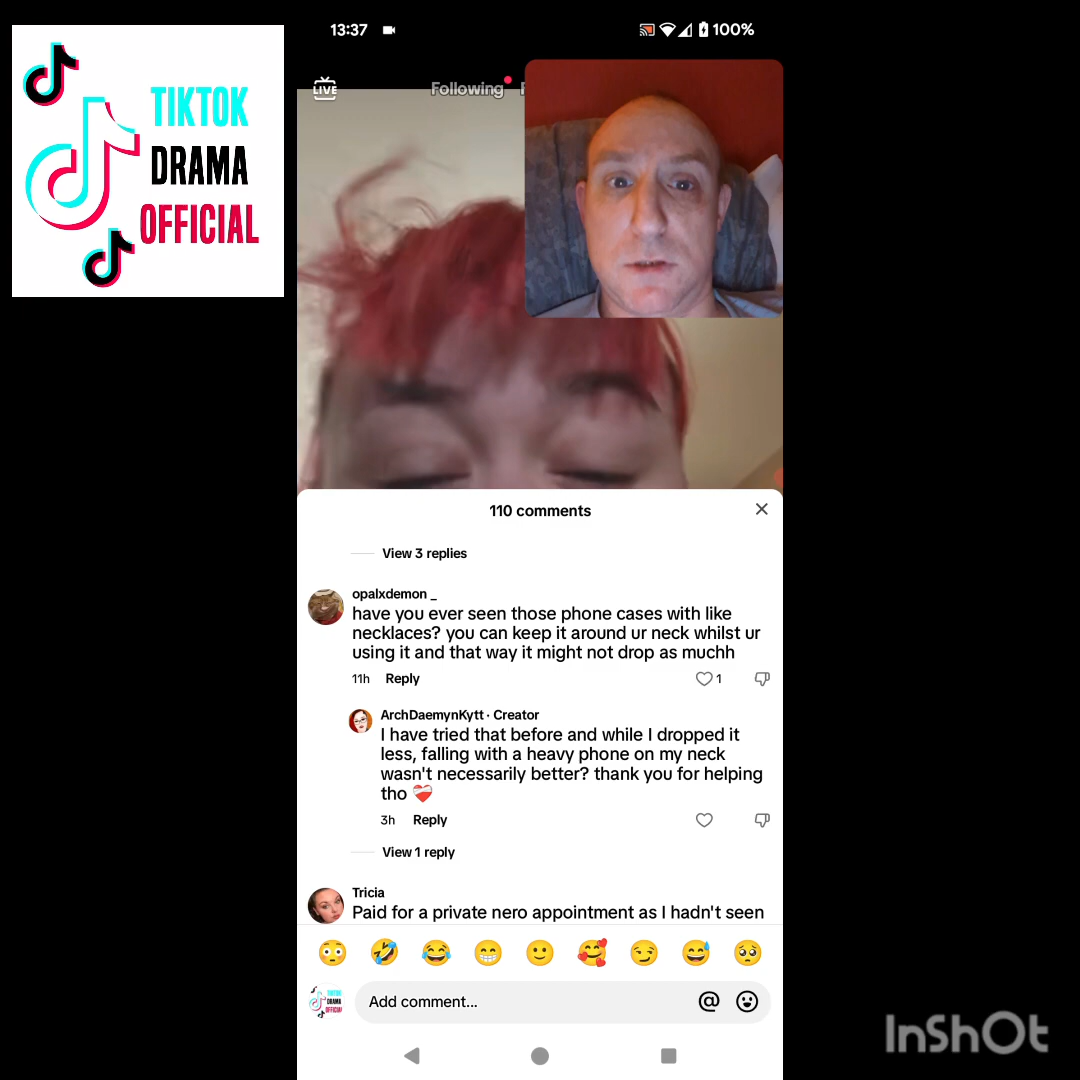 TIKTOK
DRAMA
OFFICIAL
13:37
100%
LIVE
Following
110 comments
View 3 replies
opalxdemon _
have you ever seen those phone cases with like
necklaces? you can keep it around ur neck whilst ur
using it and that way it might not drop as muchh
11h Reply
1
ArchDaemynKytt · Creator
I have tried that before and while I dropped it
less, falling with a heavy phone on my neck
wasn't necessarily better? thank you for helping
tho ❤️‍🩹
3h Reply
View 1 reply
Tricia
Paid for a private nero appointment as I hadn't seen
Add comment...
@
InShOt